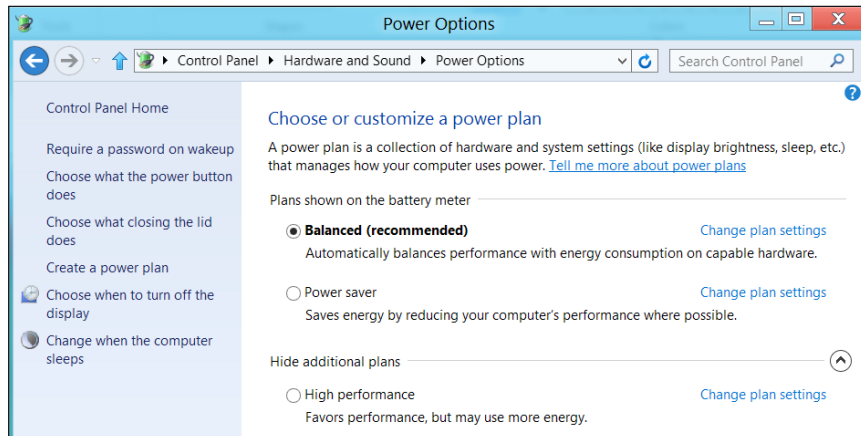 Power Options
X
Control Panel Hardware and Sound Power Options
Search Control Panel
?
Control Panel Home
Require a password on wakeup
Choose what the power button
does
Choose what closing the lid
does
Create a power plan
Choose when to turn off the
display
Change when the computer
sleeps
Choose or customize a power plan
A power plan is a collection of hardware and system settings (like display brightness, sleep, etc.)
that manages how your computer uses power. Tell me more about power plans
Plans shown on the battery meter
Balanced (recommended) Change plan settings
Automatically balances performance with energy consumption on capable hardware.
Power saver Change plan settings
Saves energy by reducing your computer's performance where possible.
Hide additional plans
High performance Change plan settings
Favors performance, but may use more energy.